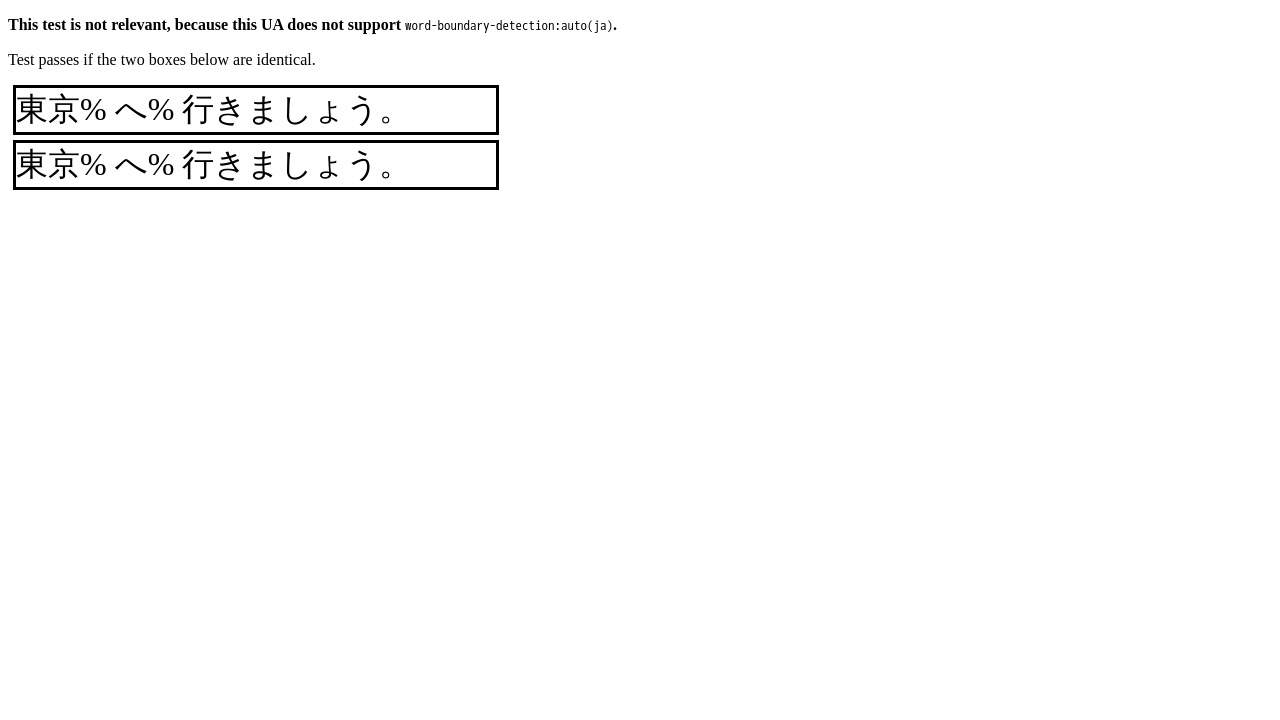 This test is not relevant, because this UA does not support word-boundary-detection:auto(ja).
Test passes if the two boxes below are identical.
東京% へ% 行きましょう。
東京% へ% 行きましょう。